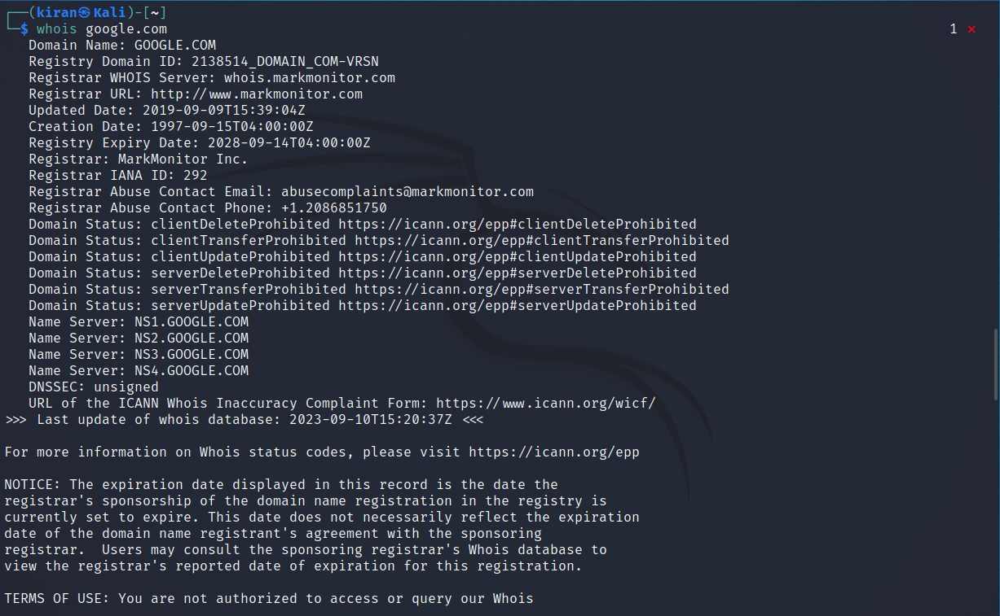 ┌──(kiran㉿Kali)-[~]
└─$ whois google.com 1 ⨯
   Domain Name: GOOGLE.COM
   Registry Domain ID: 2138514_DOMAIN_COM-VRSN
   Registrar WHOIS Server: whois.markmonitor.com
   Registrar URL: http://www.markmonitor.com
   Updated Date: 2019-09-09T15:39:04Z
   Creation Date: 1997-09-15T04:00:00Z
   Registry Expiry Date: 2028-09-14T04:00:00Z
   Registrar: MarkMonitor Inc.
   Registrar IANA ID: 292
   Registrar Abuse Contact Email: abusecomplaints@markmonitor.com
   Registrar Abuse Contact Phone: +1.2086851750
   Domain Status: clientDeleteProhibited https://icann.org/epp#clientDeleteProhibited
   Domain Status: clientTransferProhibited https://icann.org/epp#clientTransferProhibited
   Domain Status: clientUpdateProhibited https://icann.org/epp#clientUpdateProhibited
   Domain Status: serverDeleteProhibited https://icann.org/epp#serverDeleteProhibited
   Domain Status: serverTransferProhibited https://icann.org/epp#serverTransferProhibited
   Domain Status: serverUpdateProhibited https://icann.org/epp#serverUpdateProhibited
   Name Server: NS1.GOOGLE.COM
   Name Server: NS2.GOOGLE.COM
   Name Server: NS3.GOOGLE.COM
   Name Server: NS4.GOOGLE.COM
   DNSSEC: unsigned
   URL of the ICANN Whois Inaccuracy Complaint Form: https://www.icann.org/wicf/
>>> Last update of whois database: 2023-09-10T15:20:37Z <<<

For more information on Whois status codes, please visit https://icann.org/epp

NOTICE: The expiration date displayed in this record is the date the
registrar's sponsorship of the domain name registration in the registry is
currently set to expire. This date does not necessarily reflect the expiration
date of the domain name registrant's agreement with the sponsoring
registrar.  Users may consult the sponsoring registrar's Whois database to
view the registrar's reported date of expiration for this registration.

TERMS OF USE: You are not authorized to access or query our Whois